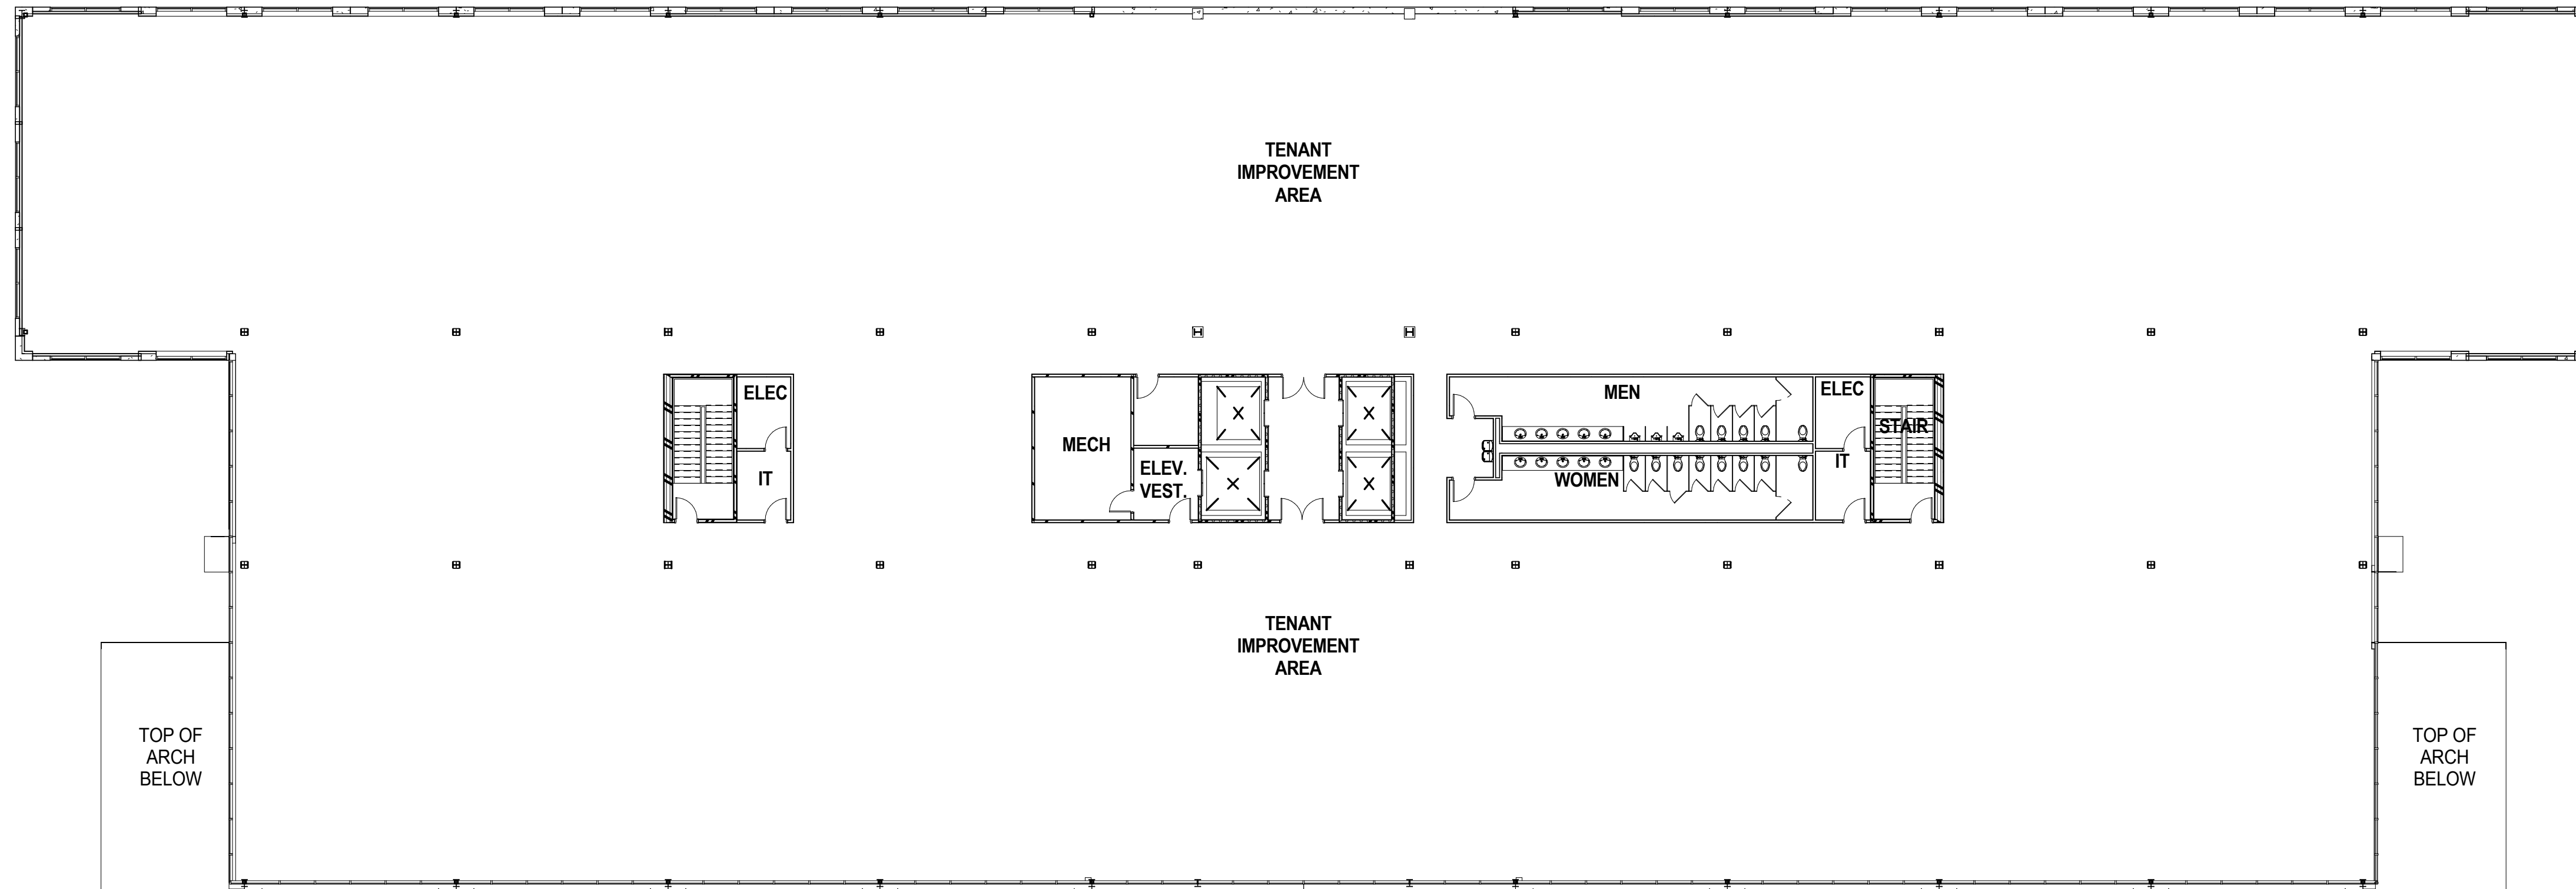 TENANT
IMPROVEMENT
AREA
ELEC
IT
MECH
ELEV.
VEST.
MEN
WOMEN
ELEC
IT
STAIR
TENANT
IMPROVEMENT
AREA
TOP OF
ARCH
BELOW
TOP OF
ARCH
BELOW